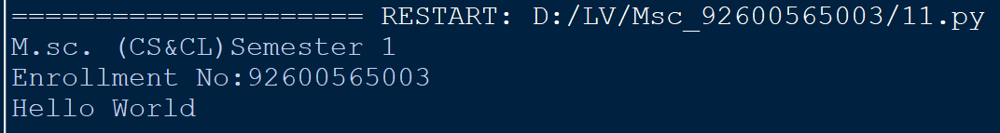 ===================== RESTART: D:/LV/Msc_92600565003/11.py
M.sc. (CS&CL)Semester 1
Enrollment No:92600565003
Hello World